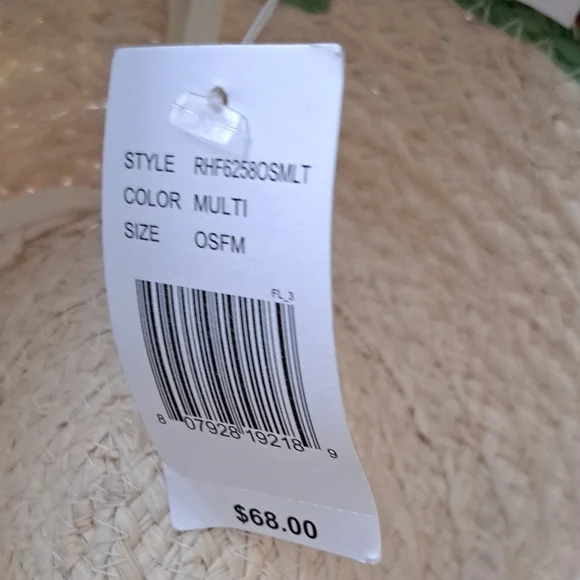 STYLE RHF6258OSMLT
COLOR MULTI
SIZE OSFM
FL_3
8 07928 19218 9
$68.00